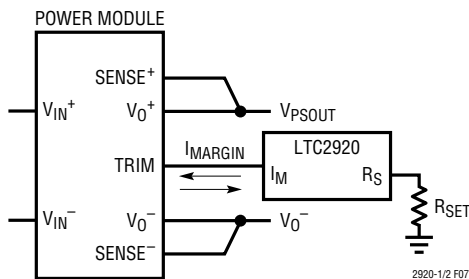 POWER MODULE
SENSE+
VIN+
VO+
VPSOUT
IMARGIN
LTC2920
TRIM
IM
RS
RSET
VIN−
VO−
VO−
SENSE−
2920-1/2 F07